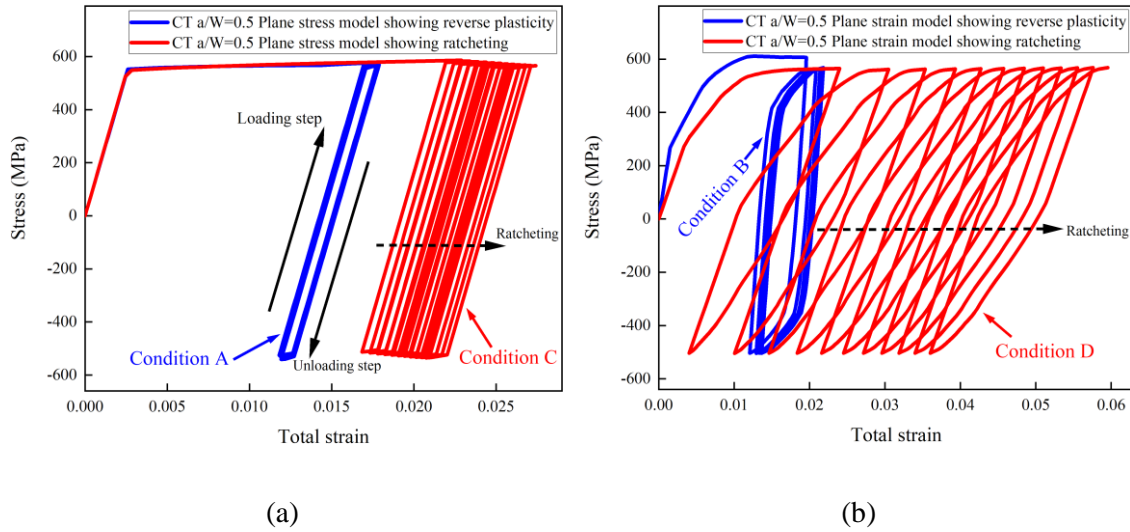 CT a/W=0.5 Plane stress model showing reverse plasticity
CT a/W=0.5 Plane stress model showing ratcheting
600
400
200
0
-200
-400
-600
Stress (MPa)
Loading step
Ratcheting
Condition A
Unloading step
Condition C
0.000
0.005
0.010
0.015
0.020
0.025
Total strain
(a)
CT a/W=0.5 Plane strain model showing reverse plasticity
CT a/W=0.5 Plane strain model showing ratcheting
600
400
200
0
-200
-400
-600
Stress (MPa)
Condition B
Ratcheting
Condition D
0.00
0.01
0.02
0.03
0.04
0.05
0.06
Total strain
(b)